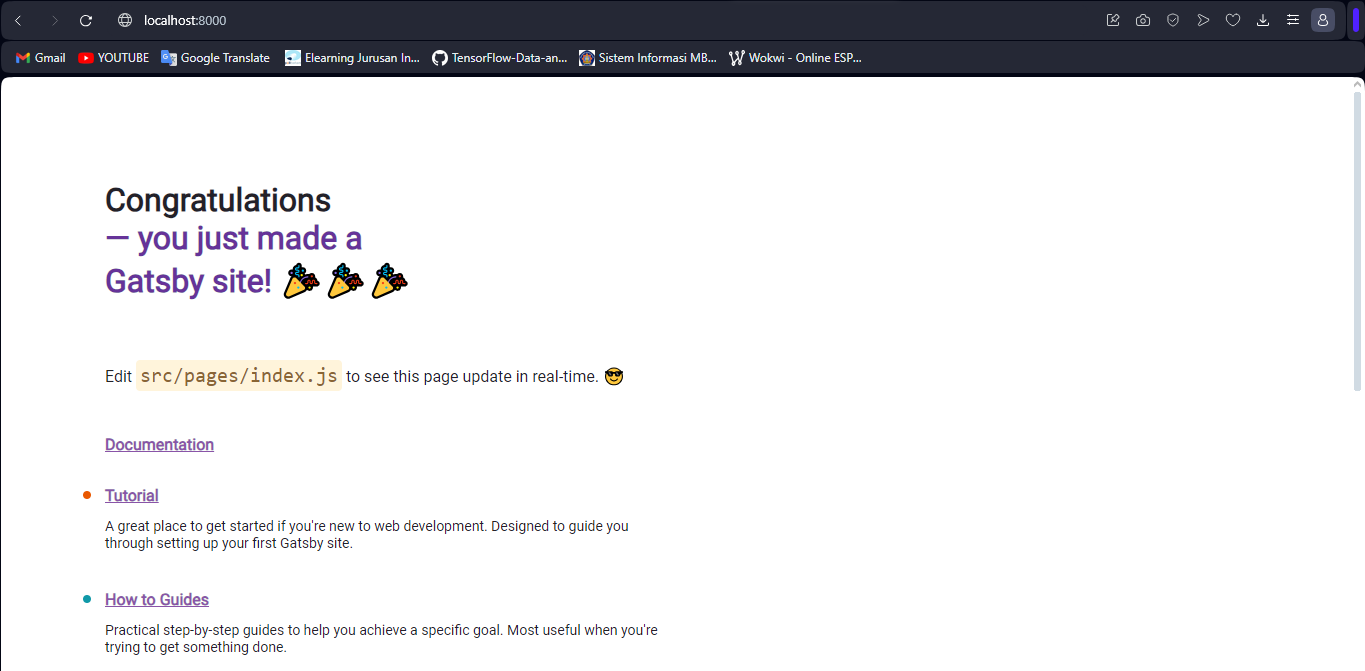 localhost:8000
Gmail YOUTUBE Google Translate Elearning Jurusan In... TensorFlow-Data-an... Sistem Informasi MB... Wokwi - Online ESP...
Congratulations
— you just made a
Gatsby site! 🎉🎉🎉
Edit src/pages/index.js to see this page update in real-time. 😎
Documentation
Tutorial
A great place to get started if you're new to web development. Designed to guide you
through setting up your first Gatsby site.
How to Guides
Practical step-by-step guides to help you achieve a specific goal. Most useful when you're
trying to get something done.